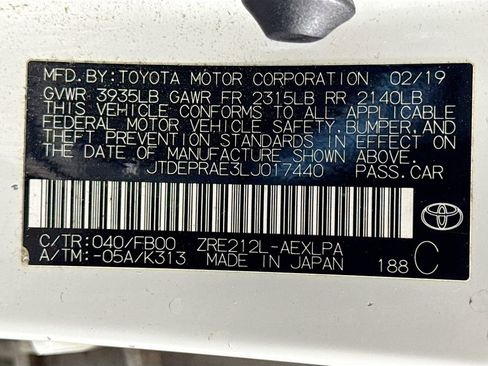 MFD.BY:TOYOTA MOTOR CORPORATION 02/19
GVWR 3935LB GAWR FR 2315LB RR 2140LB
THIS VEHICLE CONFORMS TO ALL APPLICABLE
FEDERAL MOTOR VEHICLE SAFETY,BUMPER,AND
THEFT PREVENTION STANDARDS IN EFFECT ON
THE DATE OF MANUFACTURE SHOWN ABOVE.
JTDEPRAE3LJ017440 PASS.CAR
C/TR:040/FB00 ZRE212L-AEXLPA
A/TM:-05A/K313 MADE IN JAPAN 188 C
TOYOTA